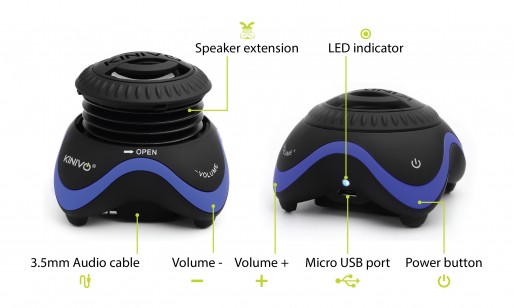 Speaker extension
LED indicator
KINIVO
KINIVO
OPEN
- VOLUME
3.5mm Audio cable
Volume -
Volume +
Micro USB port
Power button